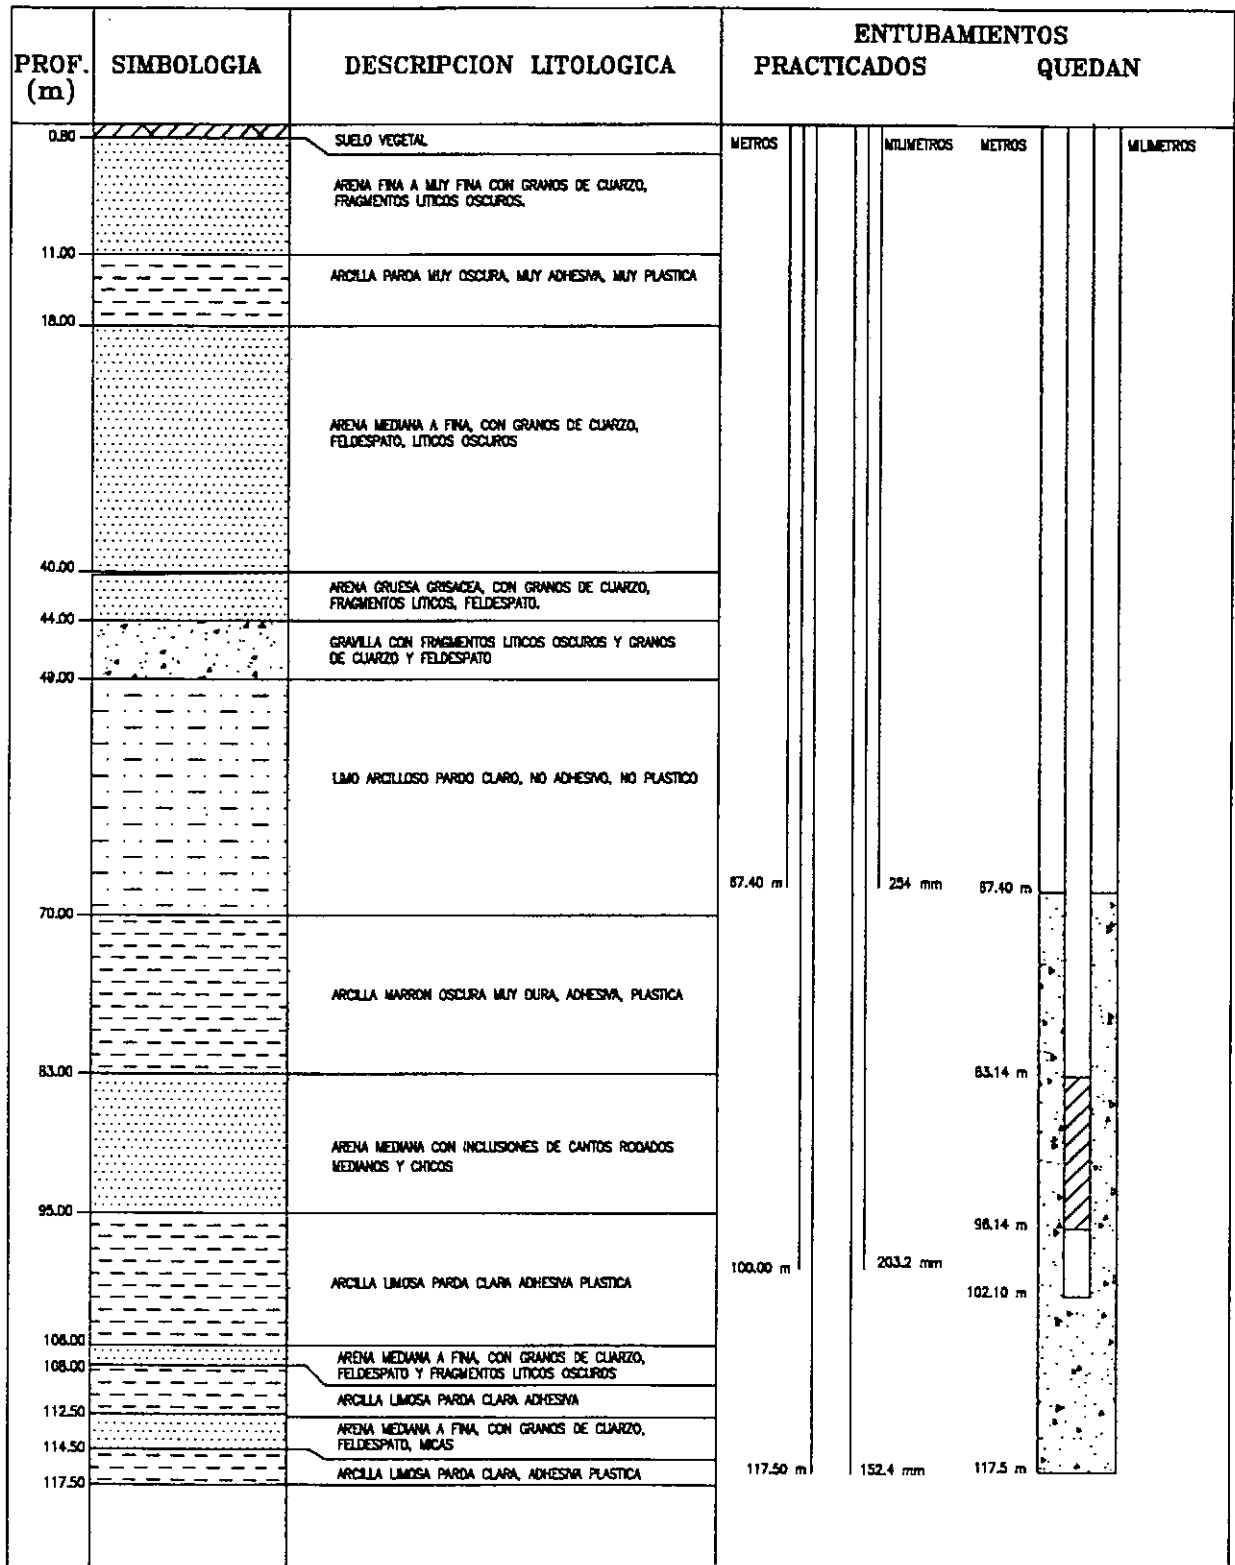 ENTUBAMIENTOS
PROF. (m)
SIMBOLOGIA
DESCRIPCION LITOLOGICA
PRACTICADOS
QUEDAN
METROS
MILIMETROS
METROS
MILIMETROS
0.80
SUELO VEGETAL
ARENA FINA A MUY FINA CON GRANOS DE CUARZO,
FRAGMENTOS LITICOS OSCUROS.
11.00
ARCILLA PARDA MUY OSCURA, MUY ADHESIVA, MUY PLASTICA
18.00
ARENA MEDIANA A FINA, CON GRANOS DE CUARZO,
FELDESPATO, LITICOS OSCUROS
40.00
ARENA GRUESA GRISACEA, CON GRANOS DE CUARZO,
FRAGMENTOS LITICOS, FELDESPATO.
44.00
GRAVILLA CON FRAGMENTOS LITICOS OSCUROS Y GRANOS
DE CUARZO Y FELDESPATO
49.00
LIMO ARCILLOSO PARDO CLARO, NO ADHESIVO, NO PLASTICO
67.40 m
254 mm
67.40 m
70.00
ARCILLA MARRON OSCURA MUY DURA, ADHESIVA, PLASTICA
83.00
83.14 m
ARENA MEDIANA CON INCLUSIONES DE CANTOS RODADOS
MEDIANOS Y CHICOS
95.00
96.14 m
100.00 m
203.2 mm
ARCILLA LIMOSA PARDA CLARA ADHESIVA PLASTICA
102.10 m
106.00
ARENA MEDIANA A FINA, CON GRANOS DE CUARZO,
FELDESPATO Y FRAGMENTOS LITICOS OSCUROS
108.00
ARCILLA LIMOSA PARDA CLARA ADHESIVA
112.50
ARENA MEDIANA A FINA, CON GRANOS DE CUARZO,
FELDESPATO, MICAS
114.50
ARCILLA LIMOSA PARDA CLARA, ADHESIVA PLASTICA
117.50 m
152.4 mm
117.5 m
117.50